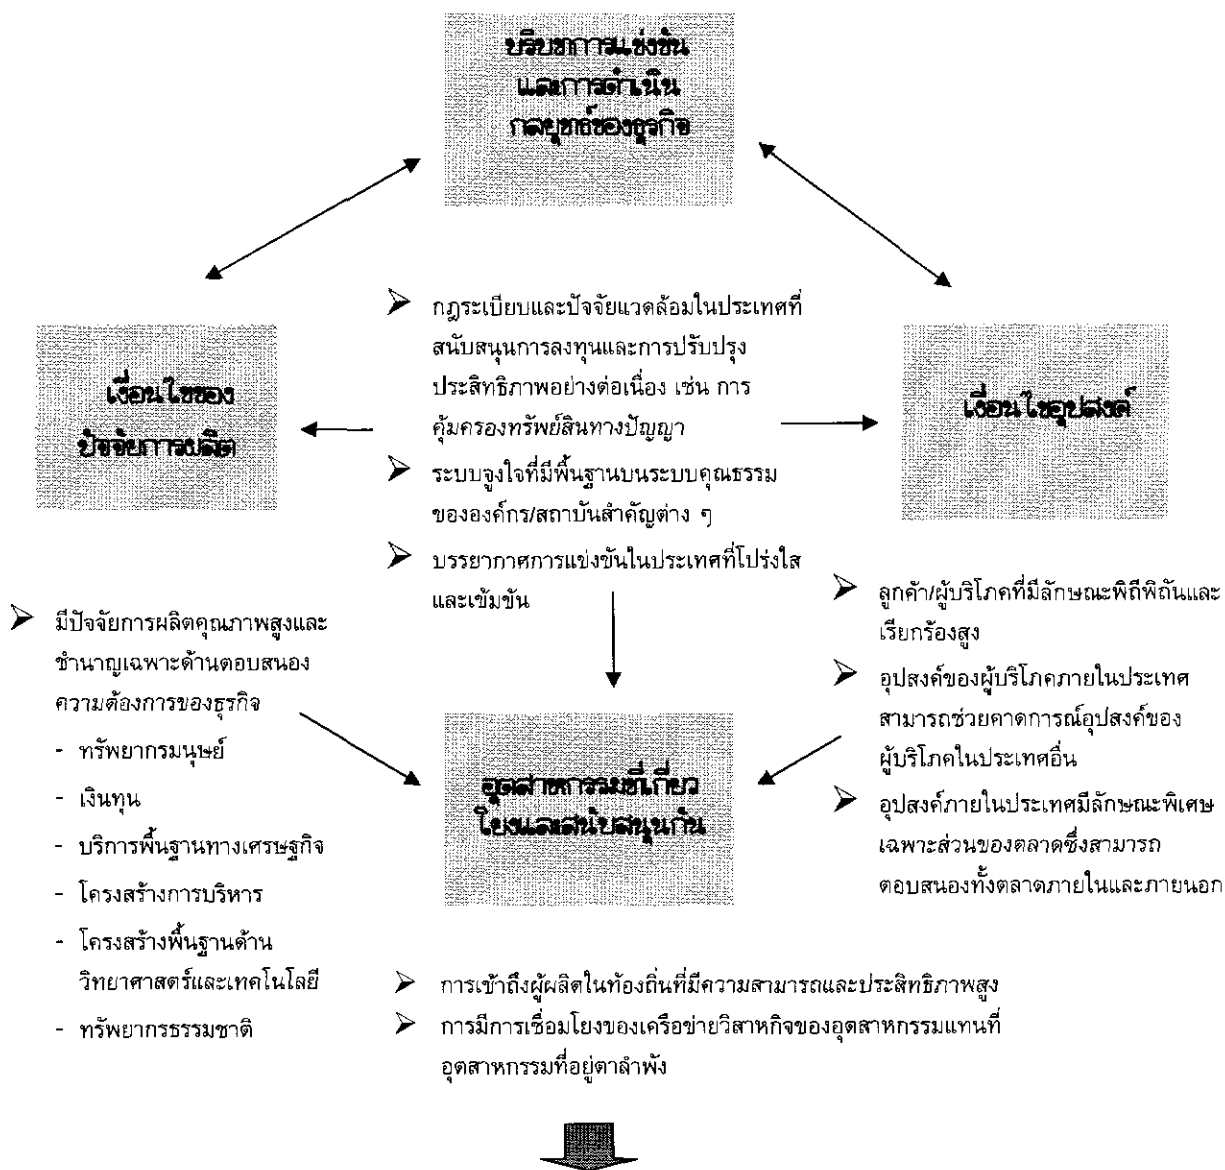 บริบทการแข่งขัน
และการดำเนิน
กลยุทธ์ของธุรกิจ
➢ กฎระเบียบและปัจจัยแวดล้อมในประเทศที่
สนับสนุนการลงทุนและการปรับปรุง
ประสิทธิภาพอย่างต่อเนื่อง เช่น การ
คุ้มครองทรัพย์สินทางปัญญา
➢ ระบบจูงใจที่มีพื้นฐานบนระบบคุณธรรม
ขององค์กร/สถาบันสำคัญต่าง ๆ
➢ บรรยากาศการแข่งขันในประเทศที่โปร่งใส
และเข้มข้น
เงื่อนไขของ
ปัจจัยการผลิต
➢ มีปัจจัยการผลิตคุณภาพสูงและ
ชำนาญเฉพาะด้านตอบสนอง
ความต้องการของธุรกิจ
- ทรัพยากรมนุษย์
- เงินทุน
- บริการพื้นฐานทางเศรษฐกิจ
- โครงสร้างการบริหาร
- โครงสร้างพื้นฐานด้าน
วิทยาศาสตร์และเทคโนโลยี
- ทรัพยากรธรรมชาติ
เงื่อนไขอุปสงค์
➢ ลูกค้า/ผู้บริโภคที่มีลักษณะพิถีพิถันและ
เรียกร้องสูง
➢ อุปสงค์ของผู้บริโภคภายในประเทศ
สามารถช่วยคาดการณ์อุปสงค์ของ
ผู้บริโภคในประเทศอื่น
➢ อุปสงค์ภายในประเทศมีลักษณะพิเศษ
เฉพาะส่วนของตลาดซึ่งสามารถ
ตอบสนองทั้งตลาดภายในและภายนอก
อุตสาหกรรมที่เกี่ยว
โยงและสนับสนุนกัน
➢ การเข้าถึงผู้ผลิตในท้องถิ่นที่มีความสามารถและประสิทธิภาพสูง
➢ การมีการเชื่อมโยงของเครือข่ายวิสาหกิจของอุตสาหกรรมแทนที่
อุตสาหกรรมที่อยู่ตาลำพัง